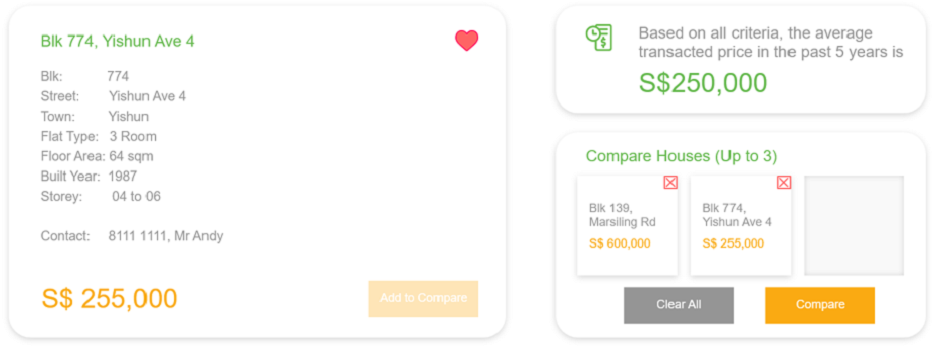 Blk 774, Yishun Ave 4
Blk: 774
Street: Yishun Ave 4
Town: Yishun
Flat Type: 3 Room
Floor Area: 64 sqm
Built Year: 1987
Storey: 04 to 06
Contact: 8111 1111, Mr Andy
S$ 255,000
Add to Compare
Based on all criteria, the average
transacted price in the past 5 years is
S$250,000
Compare Houses (Up to 3)
Blk 139,
Marsiling Rd
S$ 600,000
Blk 774,
Yishun Ave 4
S$ 255,000
Clear All
Compare